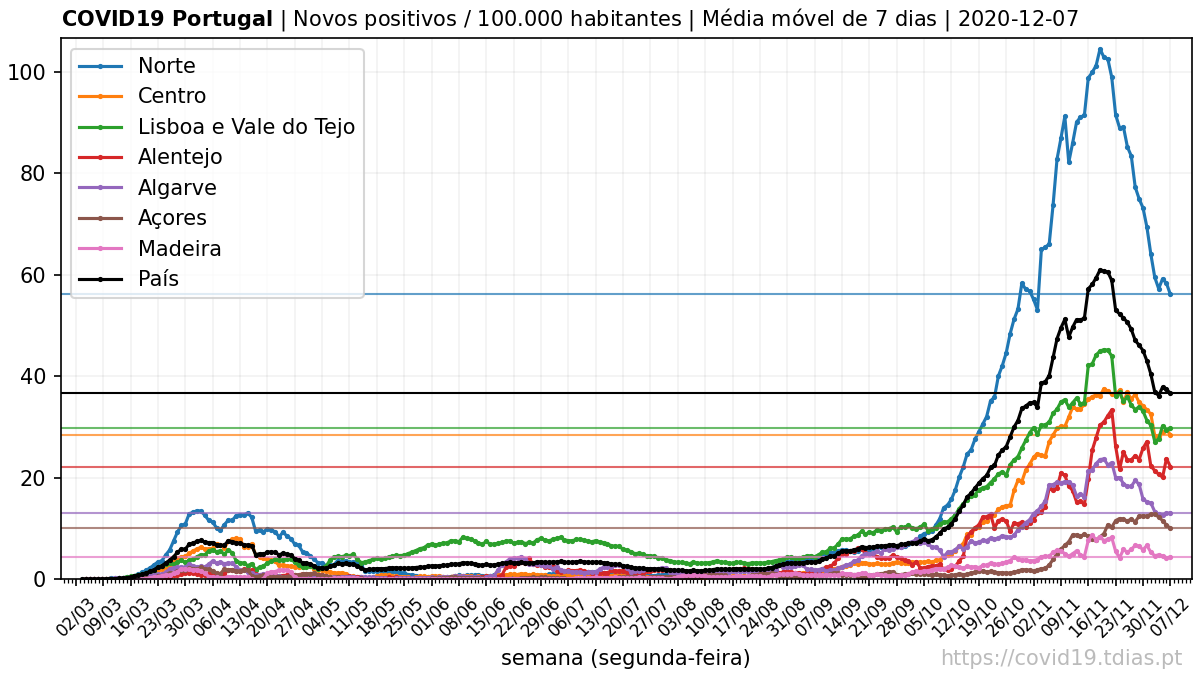 COVID19 Portugal | Novos positivos / 100.000 habitantes | Média móvel de 7 dias | 2020-12-07
Norte
Centro
Lisboa e Vale do Tejo
Alentejo
Algarve
Açores
Madeira
País
100
80
60
40
20
0
02/03 09/03 16/03 23/03 30/03 06/04 13/04 20/04 27/04 04/05 11/05 18/05 25/05 01/06 08/06 15/06 22/06 29/06 06/07 13/07 20/07 27/07 03/08 10/08 17/08 24/08 31/08 07/09 14/09 21/09 28/09 05/10 12/10 19/10 26/10 02/11 09/11 16/11 23/11 30/11 07/12
semana (segunda-feira)
https://covid19.tdias.pt